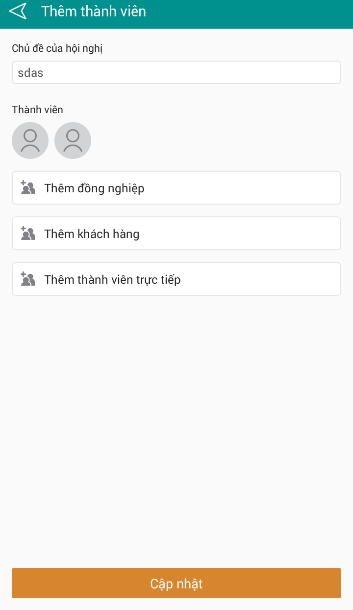 Thêm thành viên
Chủ đề của hội nghị
sdas
Thành viên
Thêm đồng nghiệp
Thêm khách hàng
Thêm thành viên trực tiếp
Cập nhật